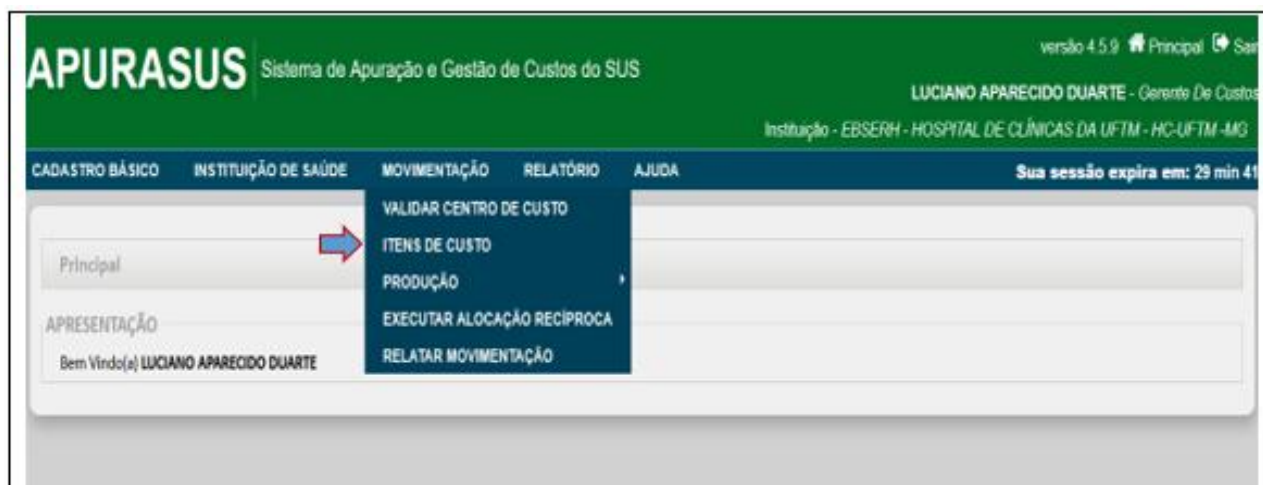 versão 4.5.9 Principal Sair
APURASUS Sistema de Apuração e Gestão de Custos do SUS
LUCIANO APARECIDO DUARTE - Gerente De Custos
Instituição - EBSERH - HOSPITAL DE CLÍNICAS DA UFTM - HC-UFTM -MG
CADASTRO BÁSICO INSTITUIÇÃO DE SAÚDE MOVIMENTAÇÃO RELATÓRIO AJUDA Sua sessão expira em: 29 min 41
VALIDAR CENTRO DE CUSTO
ITENS DE CUSTO
Principal
PRODUÇÃO
EXECUTAR ALOCAÇÃO RECÍPROCA
APRESENTAÇÃO
RELATAR MOVIMENTAÇÃO
Bem Vindo(a) LUCIANO APARECIDO DUARTE